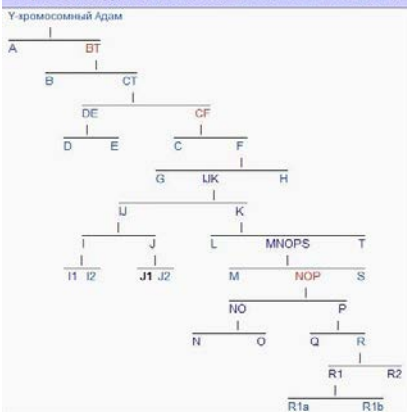 Y-хромосомный Адам
A BT
B CT
DE CF
D E C F
G IJK H
IJ K
I J L MNOPS T
I1 I2 J1 J2 M NOP S
NO P
N O Q R
R1 R2
R1a R1b